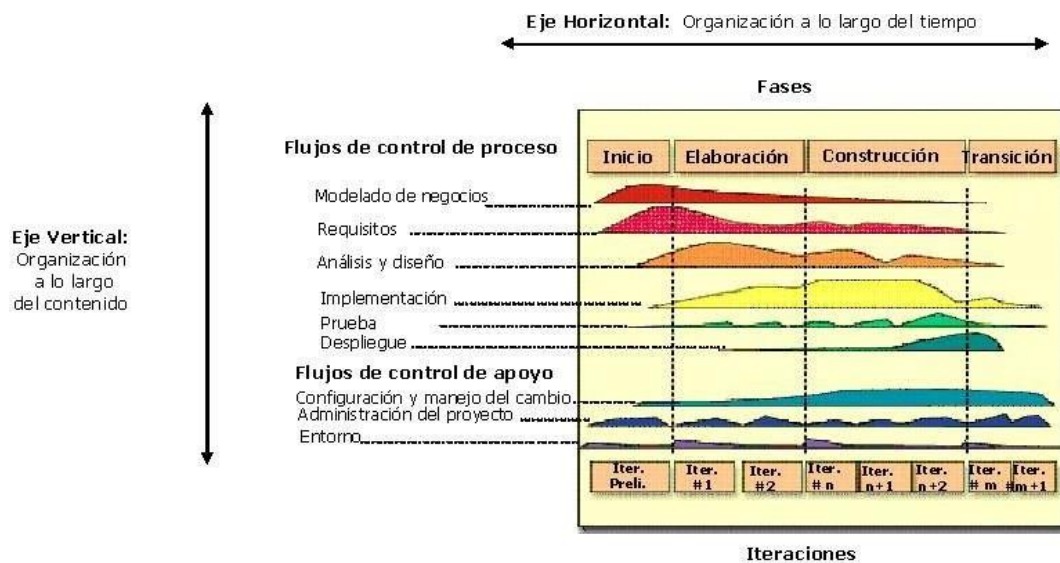 Eje Horizontal: Organización a lo largo del tiempo
Fases
Flujos de control de proceso
Inicio Elaboración Construcción Transición
Modelado de negocios
Requisitos
Eje Vertical:
Organización
a lo largo
del contenido
Análisis y diseño
Implementación
Prueba
Despliegue
Flujos de control de apoyo
Configuración y manejo del cambio
Administración del proyecto
Entorno
Iter. Preli.
Iter. #1
Iter. #2
Iter. # n
Iter. n+1
Iter. n+2
Iter. # m
Iter. #m+1
Iteraciones